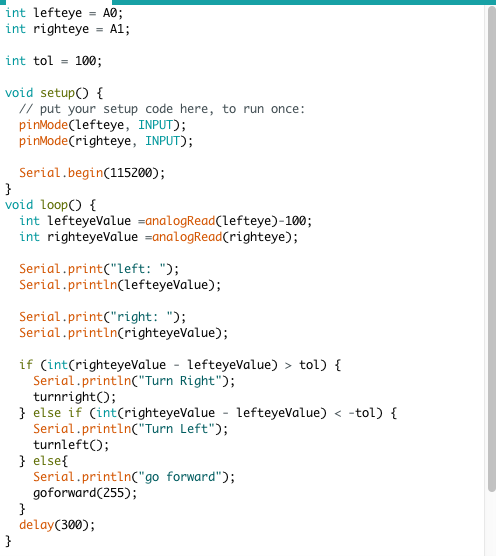 int lefteye = A0;
int righteye = A1;

int tol = 100;

void setup() {
  // put your setup code here, to run once:
  pinMode(lefteye, INPUT);
  pinMode(righteye, INPUT);

  Serial.begin(115200);
}
void loop() {
  int lefteyeValue =analogRead(lefteye)-100;
  int righteyeValue =analogRead(righteye);

  Serial.print("left: ");
  Serial.println(lefteyeValue);

  Serial.print("right: ");
  Serial.println(righteyeValue);

  if (int(righteyeValue - lefteyeValue) > tol) {
    Serial.println("Turn Right");
    turnright();
  } else if (int(righteyeValue - lefteyeValue) < -tol) {
    Serial.println("Turn Left");
    turnleft();
  } else{
    Serial.println("go forward");
    goforward(255);
  }
  delay(300);
}